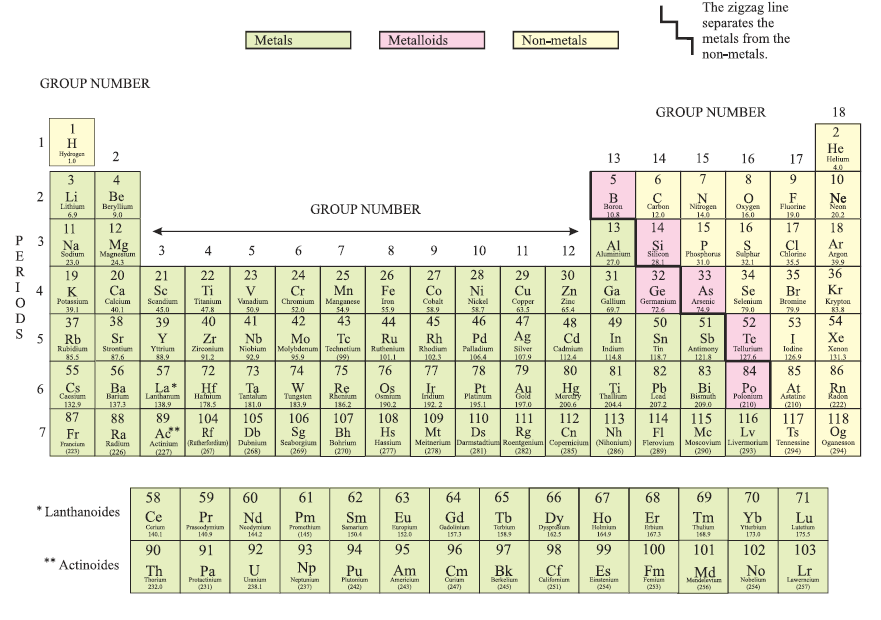 The zigzag line
separates the
metals from the
non-metals.
Metals Metalloids Non-metals
GROUP NUMBER
GROUP NUMBER 18
1
1 H Hydrogen 1.0
2 He Helium 4.0
2 13 14 15 16 17
2
3 4 5 6 7 8 9 10
Li Be B C N O F Ne
Lithium Beryllium Boron Carbon Nitrogen Oxygen Fluorine Neon
6.9 9.0 10.8 12.0 14.0 16.0 19.0 20.2
GROUP NUMBER
3 4 5 6 7 8 9 10 11 12
PERIODS
3
11 12 13 14 15 16 17 18
Na Mg Al Si P S Cl Ar
Sodium Magnesium Aluminium Silicon Phosphorus Sulphur Chlorine Argon
23.0 24.3 27.0 28.1 31.0 32.1 35.5 39.9
4
19 20 21 22 23 24 25 26 27 28 29 30 31 32 33 34 35 36
K Ca Sc Ti V Cr Mn Fe Co Ni Cu Zn Ga Ge As Se Br Kr
Potassium Calcium Scandium Titanium Vanadium Chromium Manganese Iron Cobalt Nickel Copper Zinc Gallium Germanium Arsenic Selenium Bromine Krypton
39.1 40.1 45.0 47.8 50.9 52.0 54.9 55.9 58.9 58.7 63.5 65.4 69.7 72.6 74.9 79.0 79.9 83.8
5
37 38 39 40 41 42 43 44 45 46 47 48 49 50 51 52 53 54
Rb Sr Y Zr Nb Mo Tc Ru Rh Pd Ag Cd In Sn Sb Te I Xe
Rubidium Strontium Yttrium Zirconium Niobium Molybdenum Technetium Ruthenium Rhodium Palladium Silver Cadmium Indium Tin Antimony Tellurium Iodine Xenon
85.5 87.6 88.9 91.2 92.9 95.9 (99) 101.1 102.3 106.4 107.9 112.4 114.8 118.7 121.8 127.6 126.9 131.3
6
55 56 57 72 73 74 75 76 77 78 79 80 81 82 83 84 85 86
Cs Ba La* Hf Ta W Re Os Ir Pt Au Hg Ti Pb Bi Po At Rn
Caesium Barium Lanthanum Hafnium Tantalum Tungsten Rhenium Osmium Iridium Platinum Gold Mercury Thallium Lead Bismuth Polonium Astatine Radon
132.9 137.3 138.9 178.5 181.0 183.9 186.2 190.2 192. 2 195.1 197.0 200.6 204.4 207.2 209.0 (210) (210) (222)
7
87 88 89 104 105 106 107 108 109 110 111 112 113 114 115 116 117 118
Fr Ra Ac** Rf Db Sg Bh Hs Mt Ds Rg Cn Nh Fl Mc Lv Ts Og
Francium Radium Actinium (Rutherfordium) Dubnium Seaborgium Bohrium Hassium Meitnerium Darmstadtium Roentgenium Copernicium (Nihonium) Flerovium Moscovium Livermorium Tennessine Oganesson
(223) (226) (227) (267) (268) (269) (270) (277) (278) (281) (282) (285) (286) (289) (290) (293) (294) (294)
* Lanthanoides
58 59 60 61 62 63 64 65 66 67 68 69 70 71
Ce Pr Nd Pm Sm Eu Gd Tb Dy Ho Er Tm Yb Lu
Cerium Prasoodymium Neodymium Promethium Samarium Europium Gadolinium Terbium Dysprosium Holmium Erbium Thulium Ytterbium
140.1 140.9 164.2 (145) 150.4 152.0 157.3 158.9 162.5 164.9 167.3 168.9 173.0 175.5
** Actinoides
90 91 92 93 94 95 96 97 98 99 100 101 102 103
Th Pa U Np Pu Am Cm Bk Cf Es Fm Md No Lr
Thorium Protactinium Uranium Neptunium Plutonium Americium Curium Berkelium Californium Einstenium Femium Mendelevium Nobelium Lawerncium
232.0 (231) 238.1 (237) (242) (243) (247) (245) (251) (254) (253) (256) (254) (257)